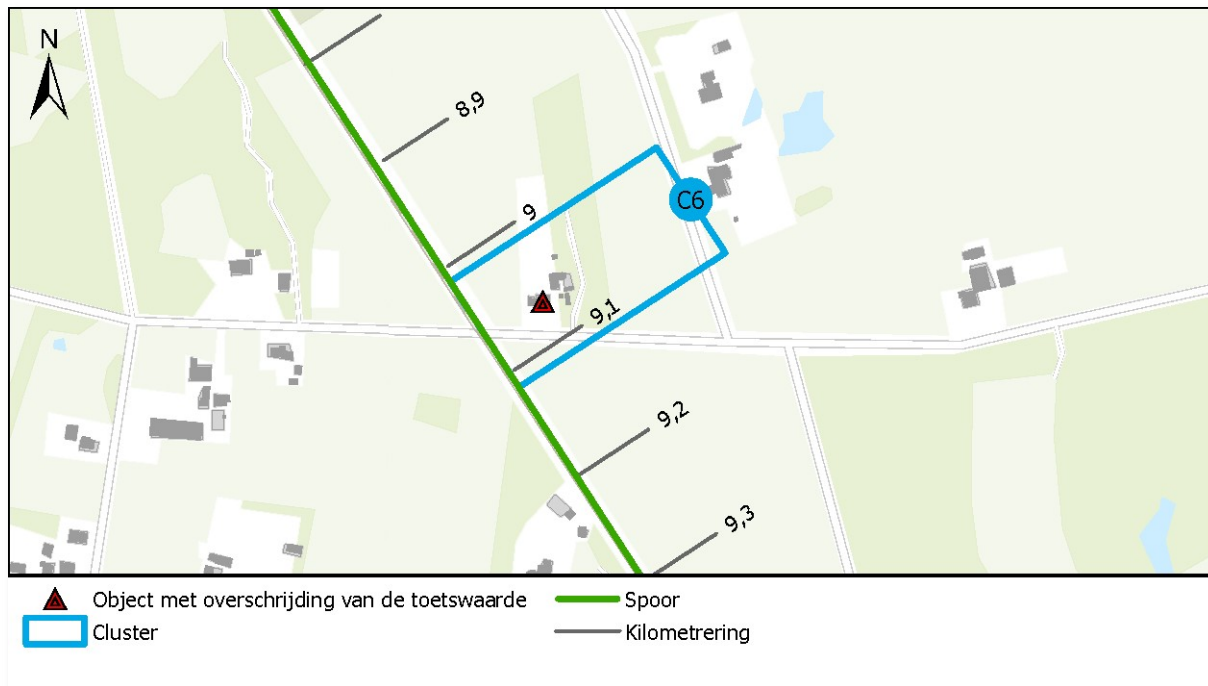 N
8,9
9
C6
9,1
9,2
9,3
Object met overschrijding van de toetswaarde
Spoor
Cluster
Kilometrering